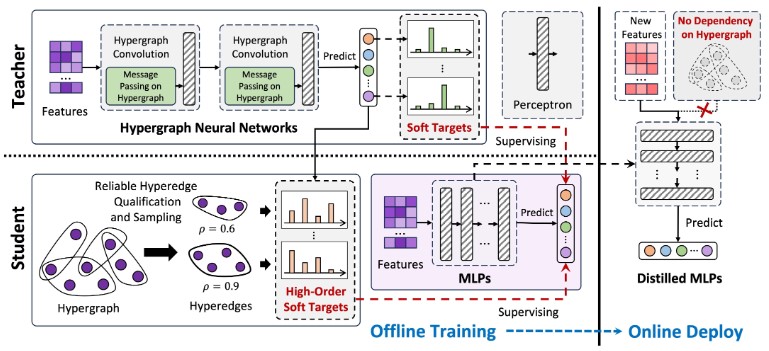 Teacher
Features
...
Hypergraph
Convolution
Message
Passing on
Hypergraph
Hypergraph
Convolution
Message
Passing on
Hypergraph
Hypergraph Neural Networks
Predict
Soft Targets
Perceptron
Supervising
Student
Reliable Hyperedge
Qualification
and Sampling
Hypergraph
ρ = 0.6
ρ = 0.9
Hyperedges
High-Order
Soft Targets
Features
MLPs
Predict
Supervising
New
Features
No Dependency
on Hypergraph
Predict
Distilled MLPs
Offline Training
Online Deploy